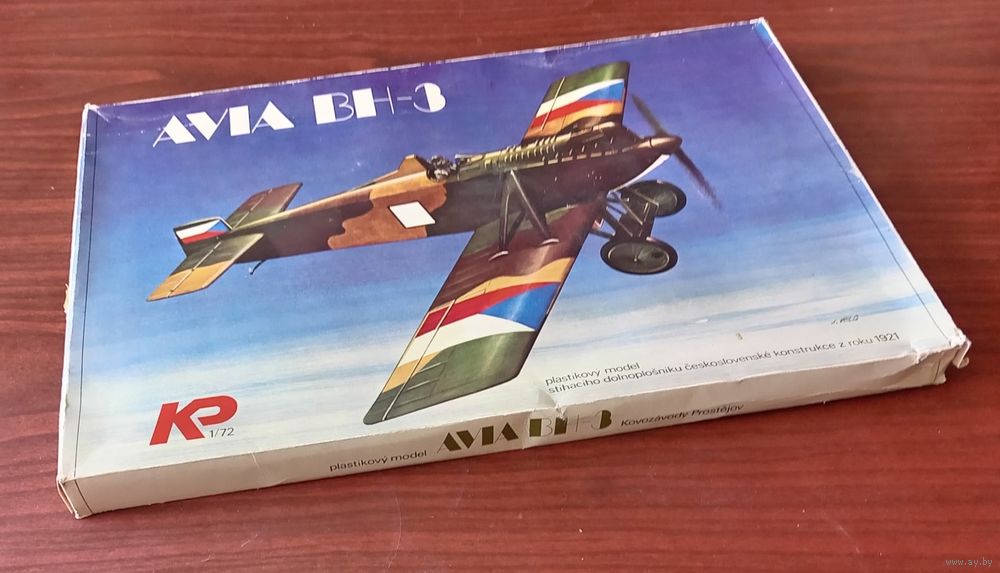 AVIA BH-3
plastikový model
stíhacího dolnoplošníku československé konstrukce z roku 1921
KP
1/72
plastikový model AVIA BH-3 Kovozávody Prostějov
www.ay.by